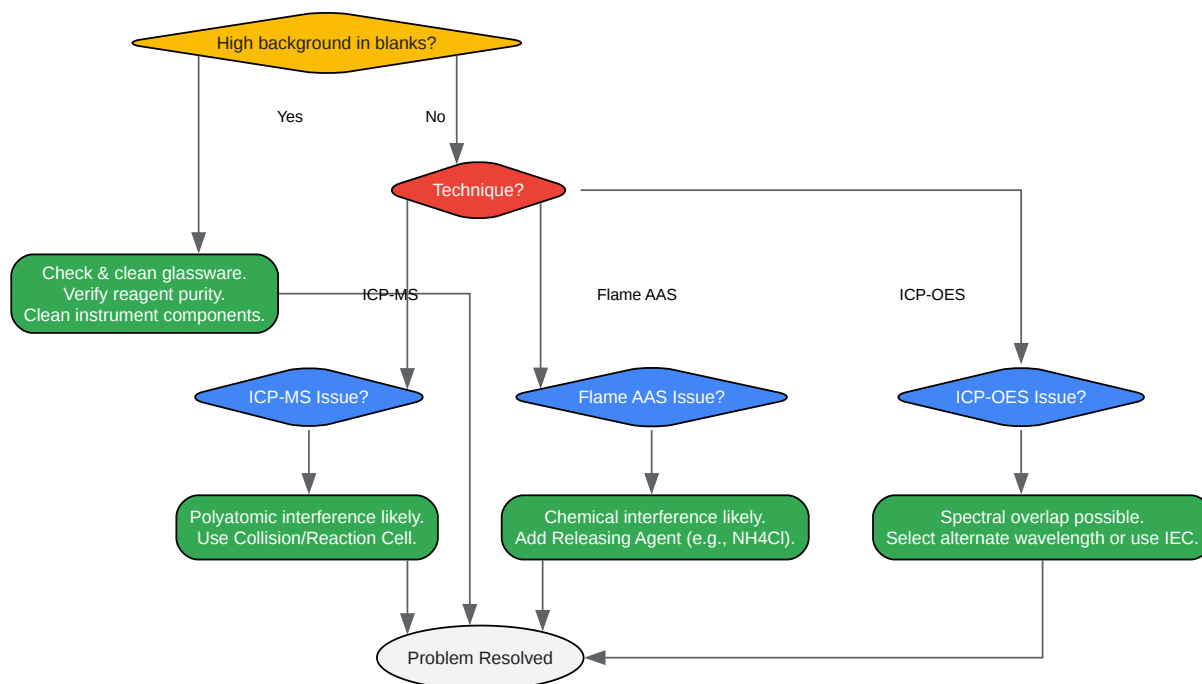 High background in blanks?
Yes
No
Technique?
Check & clean glassware.
Verify reagent purity.
Clean instrument components.
ICP-MS
Flame AAS
ICP-OES
ICP-MS Issue?
Flame AAS Issue?
ICP-OES Issue?
Polyatomic interference likely.
Use Collision/Reaction Cell.
Chemical interference likely.
Add Releasing Agent (e.g., NH4Cl).
Spectral overlap possible.
Select alternate wavelength or use IEC.
Problem Resolved